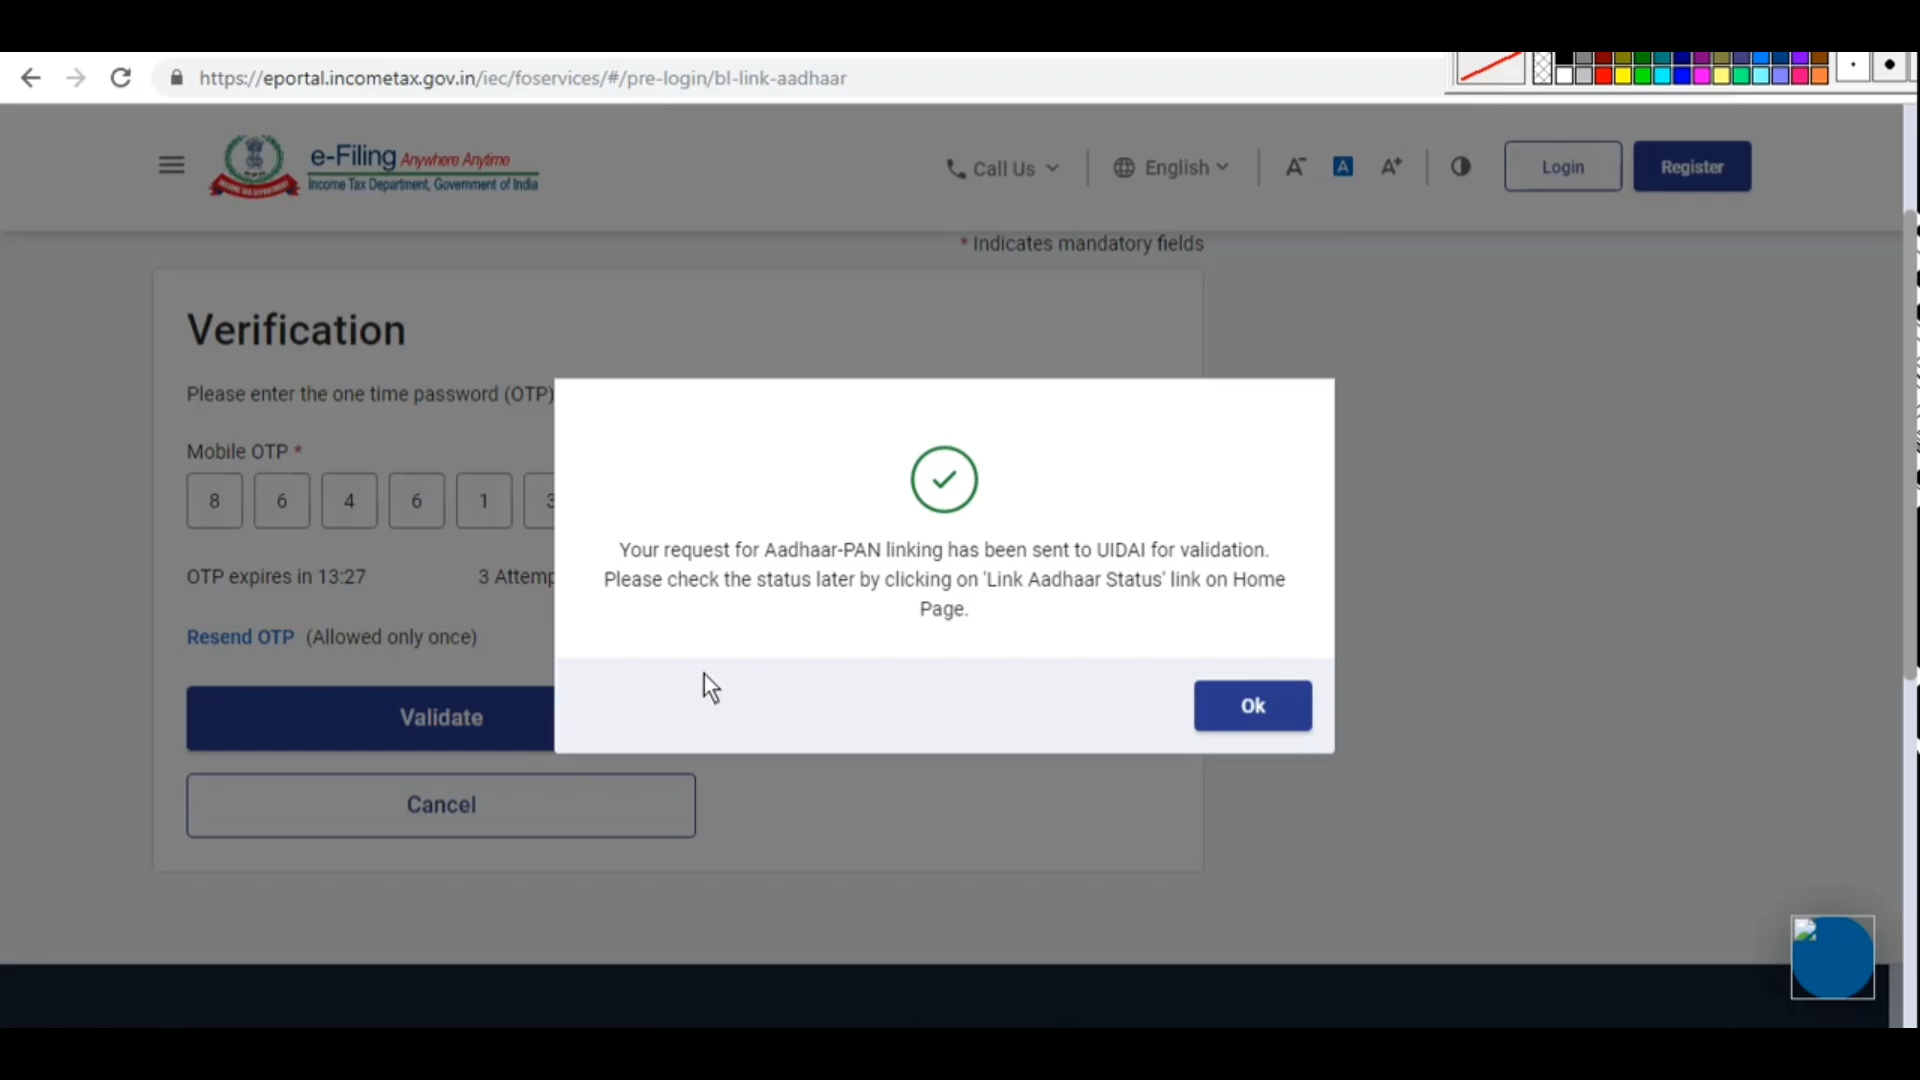 https://eportal.incometax.gov.in/iec/foservices/#/pre-login/bl-link-aadhaar
e-Filing Anywhere Anytime
Income Tax Department, Government of India
Call Us
English
A-
A
A+
Login
Register
* Indicates mandatory fields
Verification
Please enter the one time password (OTP)
Mobile OTP *
8 6 4 6 1 3
OTP expires in 13:27
3 Attemp
Resend OTP (Allowed only once)
Validate
Cancel
Your request for Aadhaar-PAN linking has been sent to UIDAI for validation.
Please check the status later by clicking on 'Link Aadhaar Status' link on Home
Page.
Ok